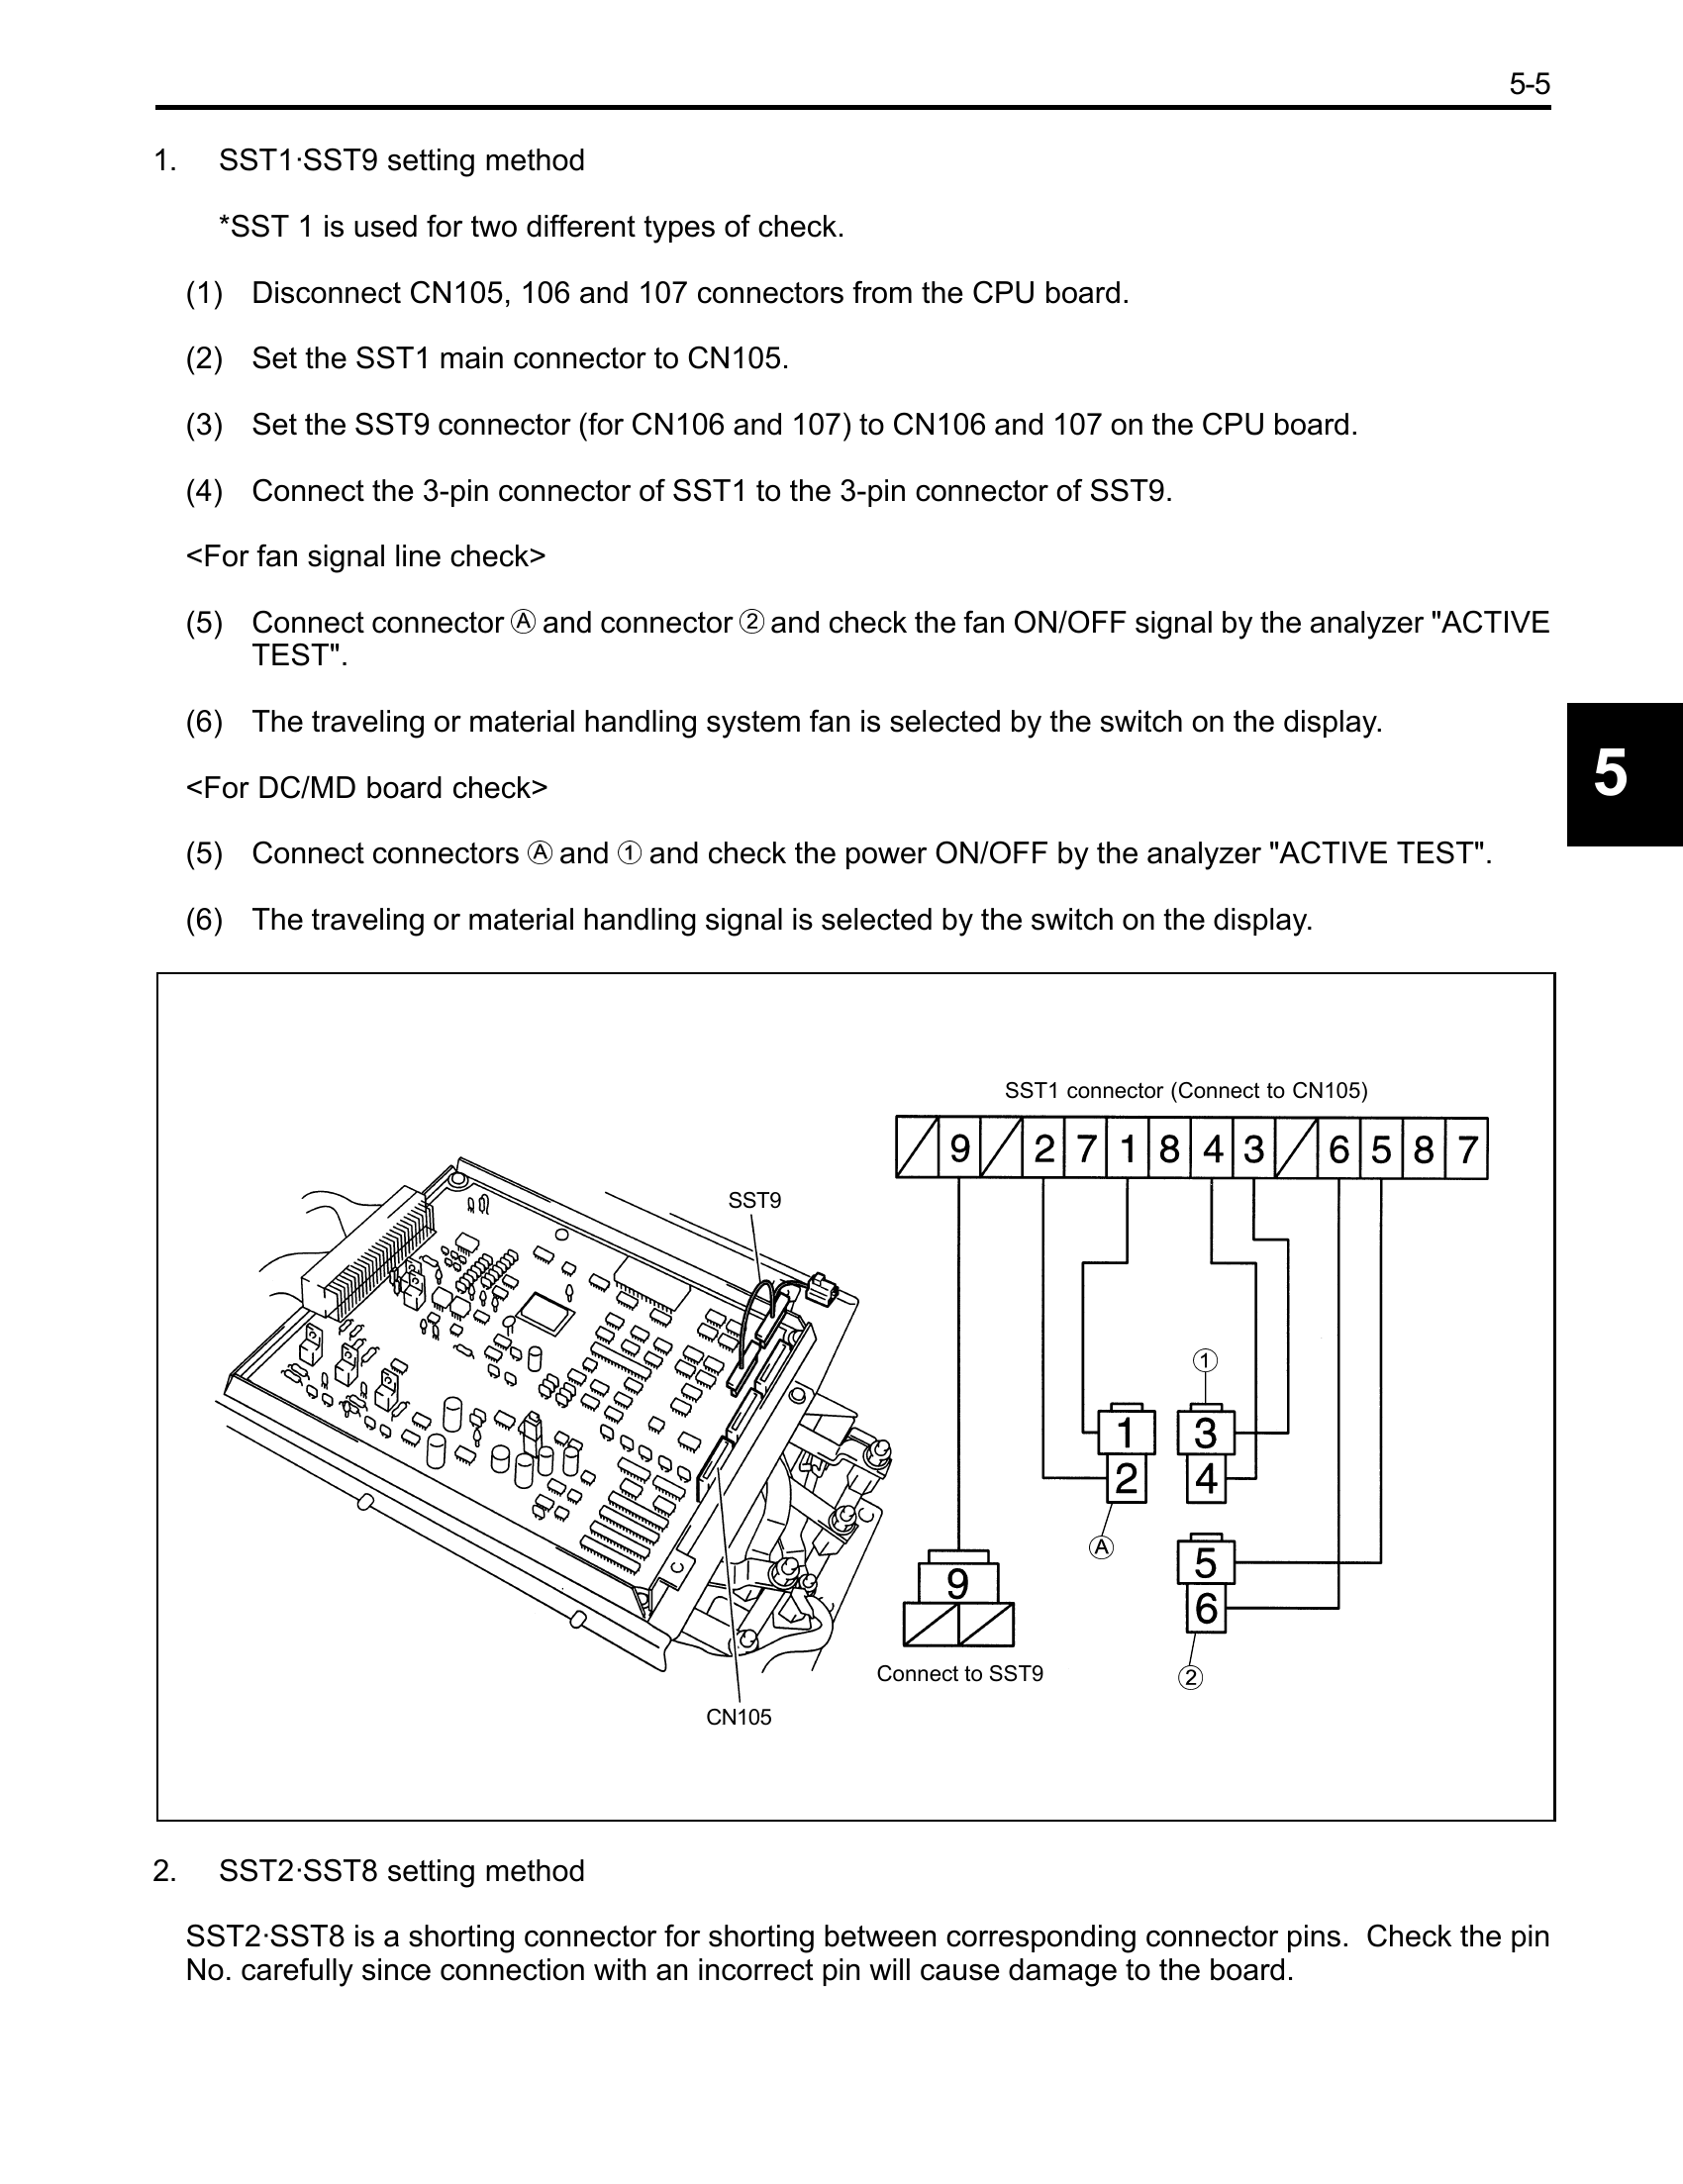 5-5
1. SST1·SST9 setting method
*SST 1 is used for two different types of check.
(1) Disconnect CN105, 106 and 107 connectors from the CPU board.
(2) Set the SST1 main connector to CN105.
(3) Set the SST9 connector (for CN106 and 107) to CN106 and 107 on the CPU board.
(4) Connect the 3-pin connector of SST1 to the 3-pin connector of SST9.
<For fan signal line check>
(5) Connect connector Ⓐ and connector ② and check the fan ON/OFF signal by the analyzer "ACTIVE
TEST".
(6) The traveling or material handling system fan is selected by the switch on the display.
5
<For DC/MD board check>
(5) Connect connectors Ⓐ and ① and check the power ON/OFF by the analyzer "ACTIVE TEST".
(6) The traveling or material handling signal is selected by the switch on the display.
SST1 connector (Connect to CN105)
9 2 7 1 8 4 3 6 5 8 7
SST9
①
1 3
2 4
Ⓐ
5
9
6
Connect to SST9
②
CN105
2. SST2·SST8 setting method
SST2·SST8 is a shorting connector for shorting between corresponding connector pins. Check the pin
No. carefully since connection with an incorrect pin will cause damage to the board.